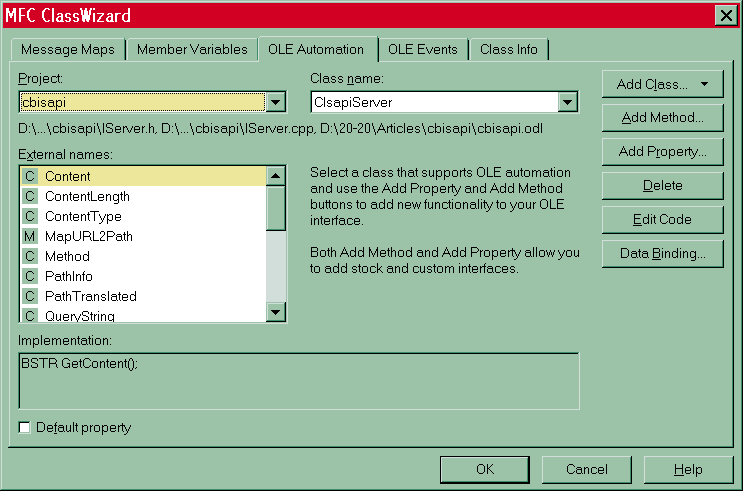 MFC ClassWizard
Message Maps
Member Variables
OLE Automation
OLE Events
Class Info
Project:
cbisapi
Class name:
CIsapiServer
D:\...\cbisapi\IServer.h, D:\...\cbisapi\IServer.cpp, D:\20-20\Articles\cbisapi\cbisapi.odl
External names:
C Content
C ContentLength
C ContentType
M MapURL2Path
C Method
C PathInfo
C PathTranslated
C QueryString
Select a class that supports OLE automation
and use the Add Property and Add Method
buttons to add new functionality to your OLE
interface.
Both Add Method and Add Property allow you
to add stock and custom interfaces.
Add Class...
Add Method...
Add Property...
Delete
Edit Code
Data Binding...
Implementation:
BSTR GetContent();
Default property
OK
Cancel
Help